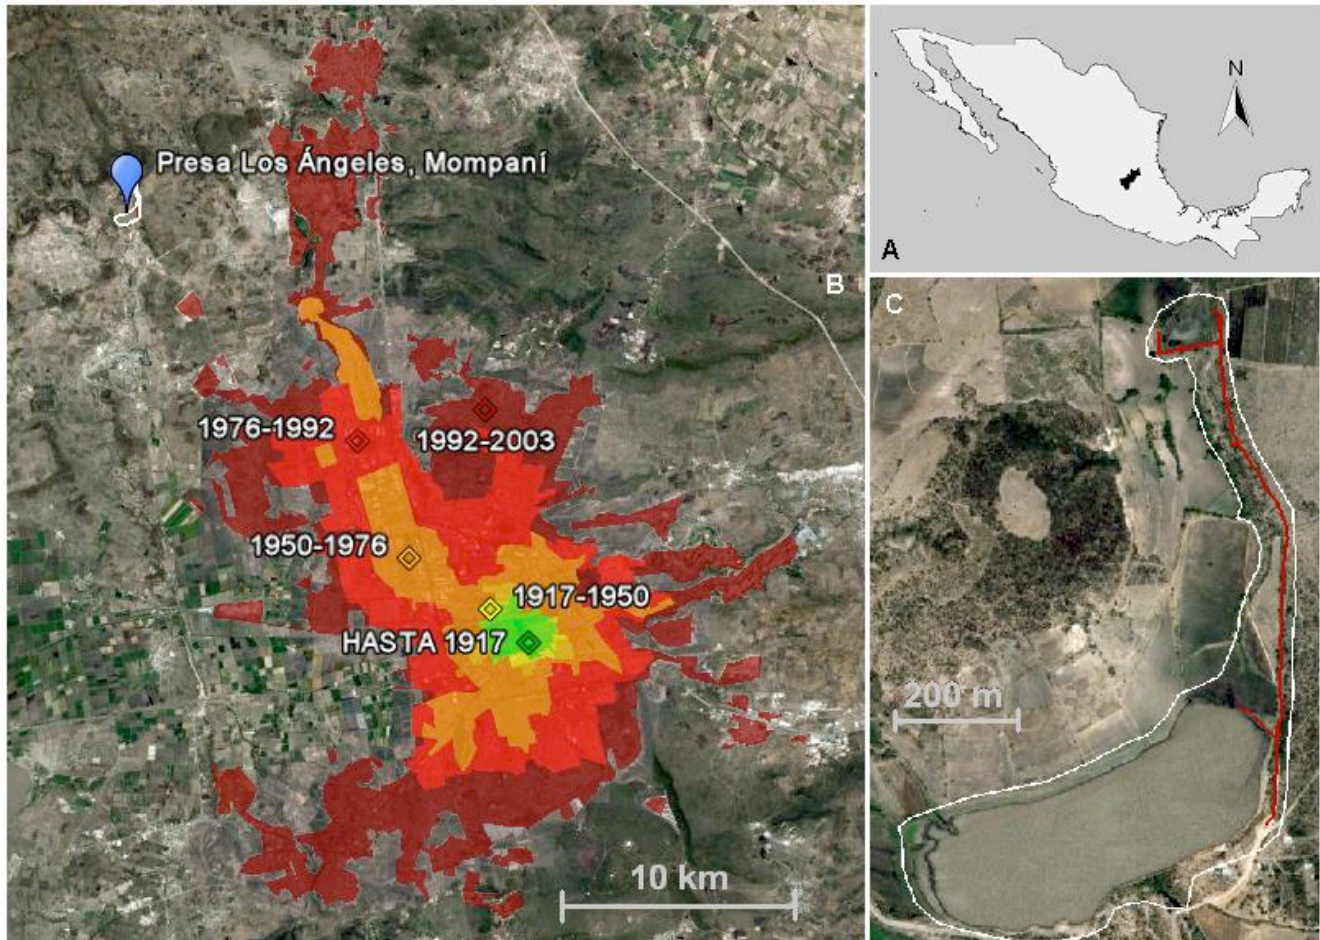 Presa Los Ángeles, Mompaní
B
1976-1992
1992-2003
1950-1976
1917-1950
HASTA 1917
10 km
N
A
C
200 m